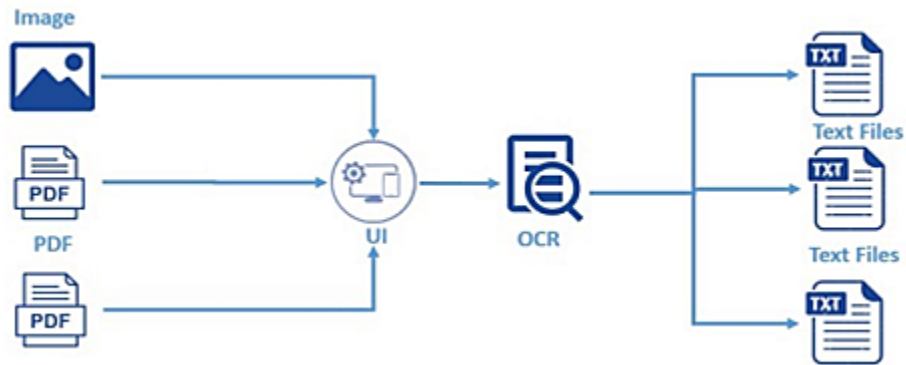 Image
PDF
PDF
PDF
UI
OCR
TXT
Text Files
TXT
Text Files
TXT